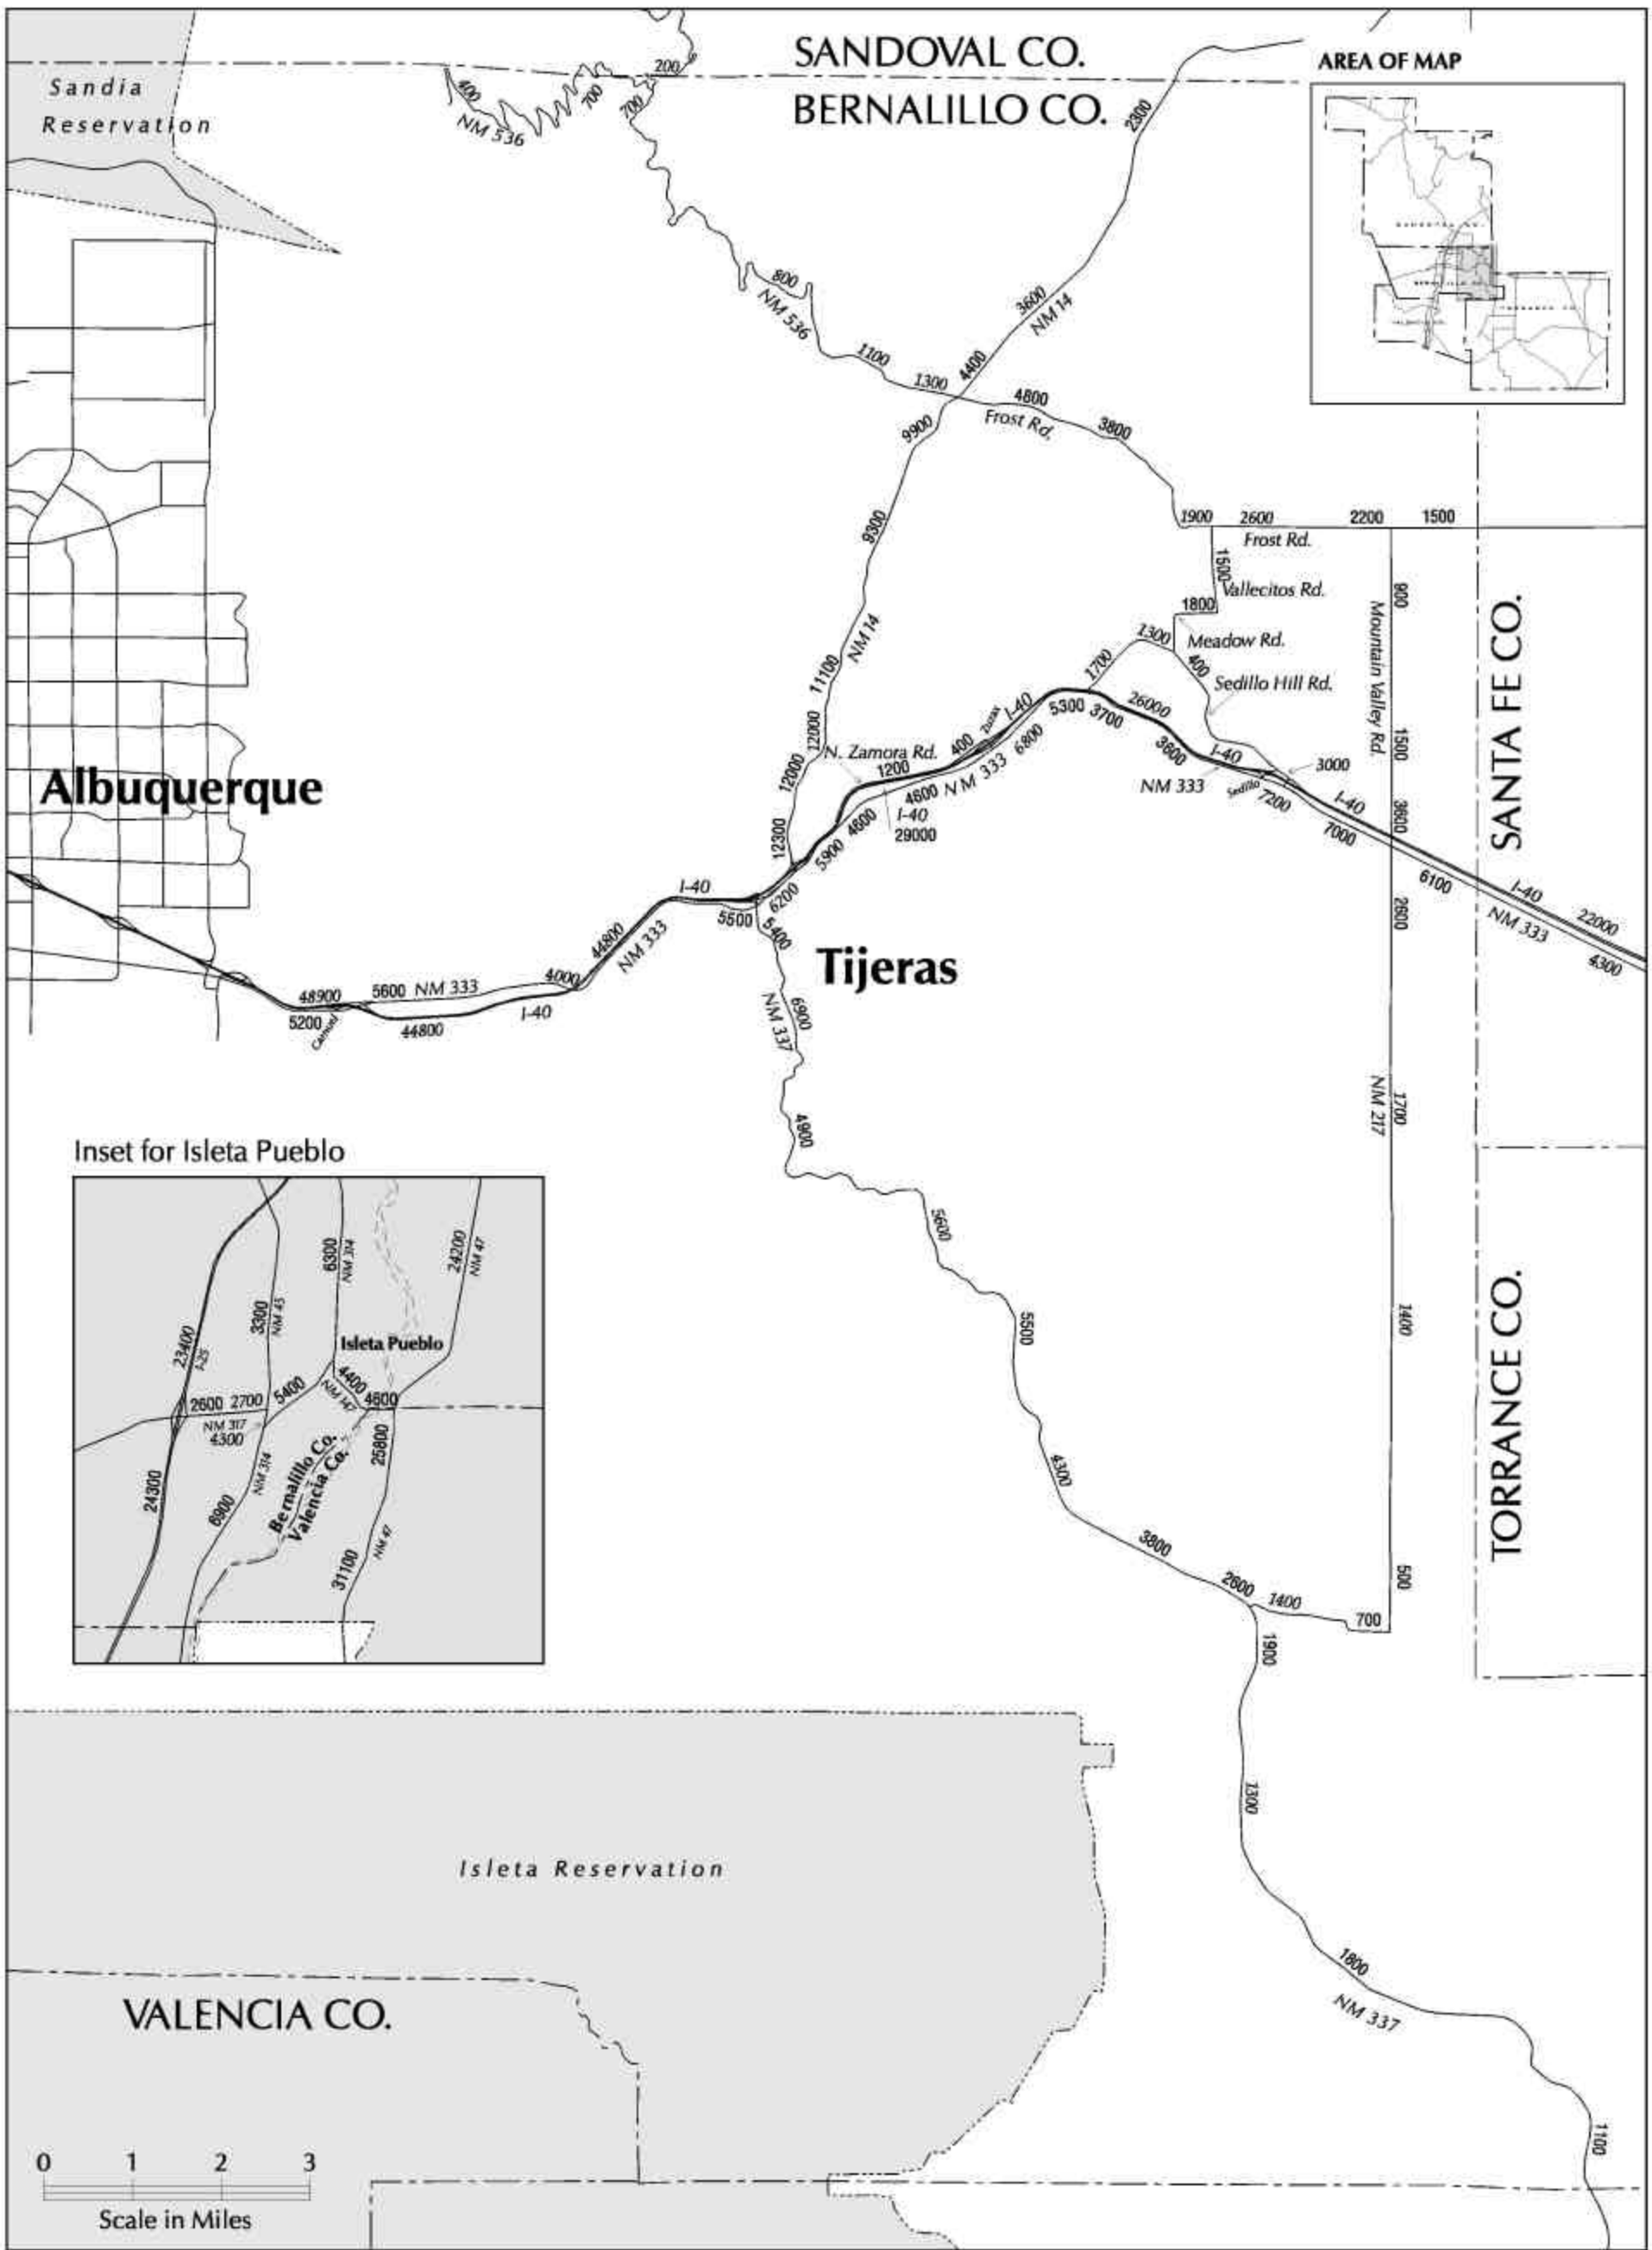 SANDOVAL CO.
BERNALILLO CO.
AREA OF MAP
Sandia
Reservation
200
400
NM 536
700
700
2300
800
NM 536
3600
NM 14
1100
1300
4400
4800
Frost Rd.
3800
9900
9300
1900
2600
2200
1500
Frost Rd.
1500
Vallecitos Rd.
900
1800
Mountain Valley Rd.
SANTA FE CO.
NM 14
1300
Meadow Rd.
11100
1700
400
Sedillo Hill Rd.
12000
I-40
26000
5300
3700
1500
N. Zamora Rd.
400
Zuzax
6800
3600
I-40
3000
Albuquerque
12000
1200
NM 333
4600
NM 333
Sedillo
7200
I-40
3600
12300
4600
I-40
29000
7000
5900
6100
I-40
I-40
6200
5500
5400
2600
22000
NM 333
4300
44800
NM 333
Tijeras
4000
48900
5600
NM 333
5200
Carnuel
44800
I-40
6900
NM 337
NM 217
1700
4900
Inset for Isleta Pueblo
6300
NM 314
24200
NM 47
3300
NM 45
23400
I-25
Isleta Pueblo
4400
NM 147
4600
2600
2700
5400
NM 317
4300
25800
Bernalillo Co.
Valencia Co.
24300
6900
NM 314
31100
NM 47
5600
1400
5500
TORRANCE CO.
4300
3800
500
2600
1400
700
1900
1300
Isleta Reservation
1800
NM 337
VALENCIA CO.
1100
0 1 2 3
Scale in Miles